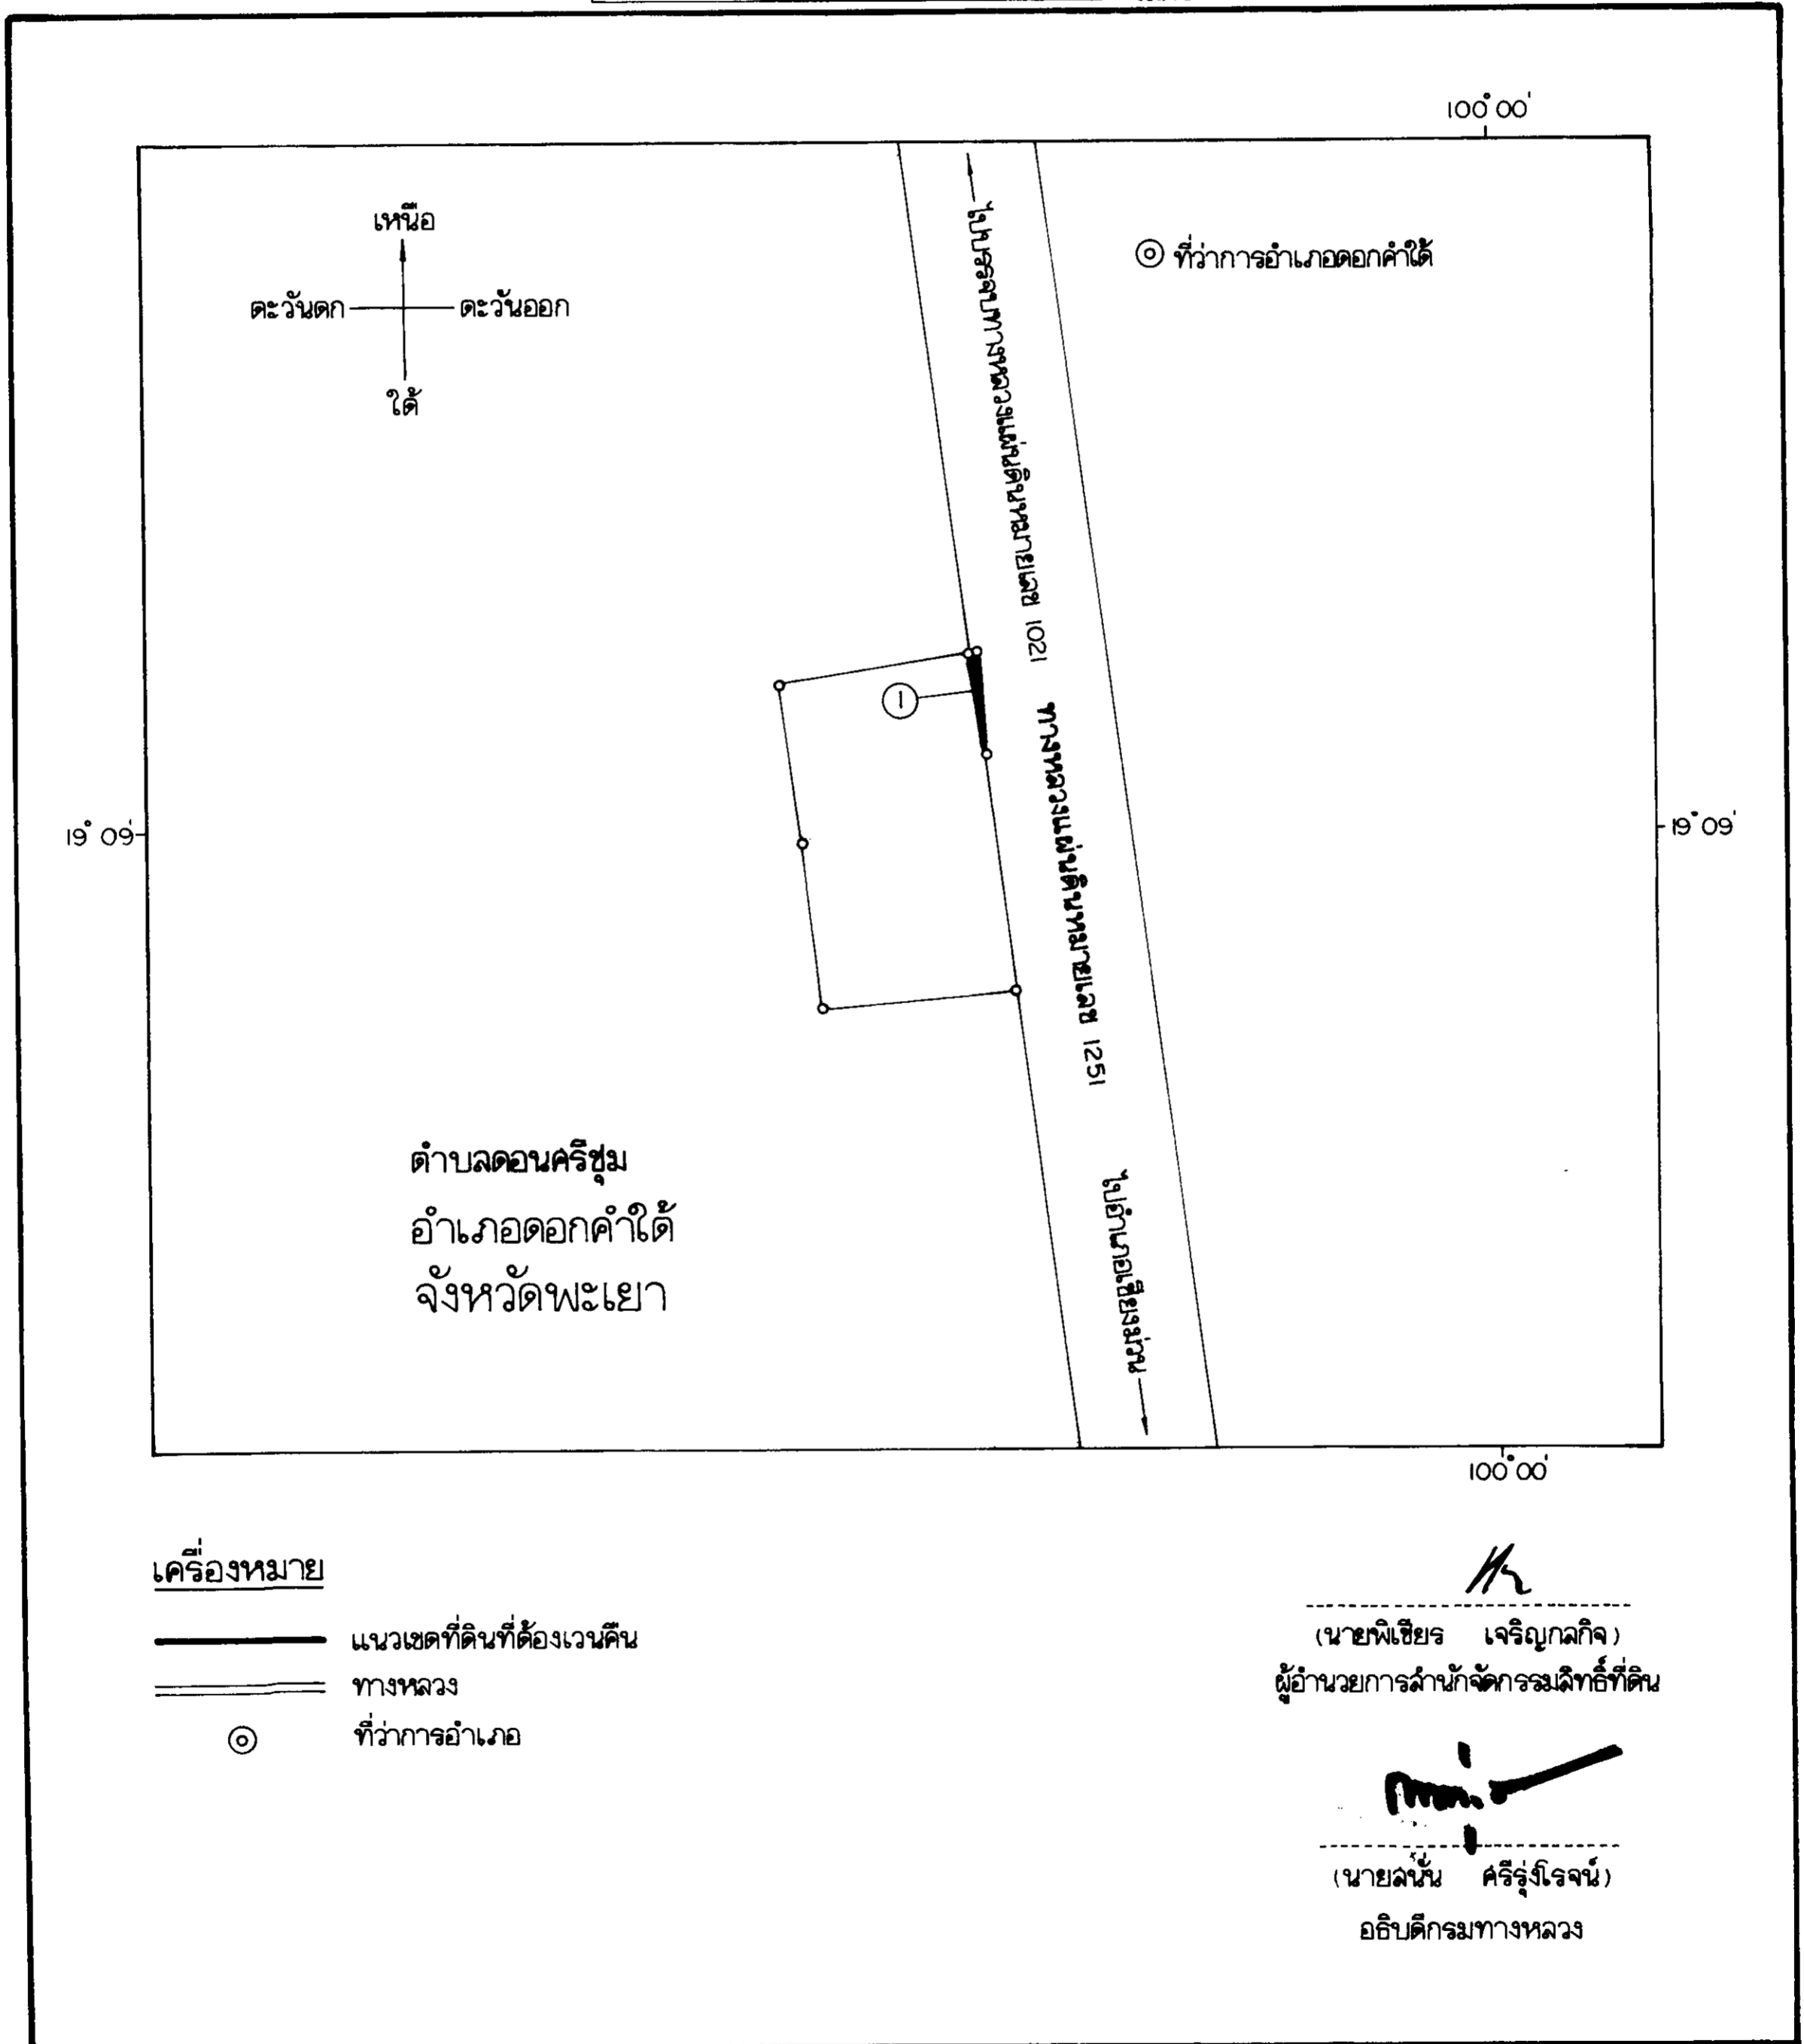 100° 00'
เหนือ
ตะวันตก
ตะวันออก
ใต้
ที่ว่าการอำเภอดอกคำใต้
ไปบรรจบทางหลวงแผ่นดินหมายเลข 1021
ทางหลวงแผ่นดินหมายเลข 1251
ไปอำเภอเชียงม่วน
1
19° 09'
19° 09'
ตำบลดอนศรีชุม
อำเภอดอกคำใต้
จังหวัดพะเยา
100° 00'
เครื่องหมาย
แนวเขตที่ดินที่ต้องเวนคืน
ทางหลวง
ที่ว่าการอำเภอ
(นายพิเชียร เจริญกลกิจ)
ผู้อำนวยการสำนักจัดกรรมสิทธิ์ที่ดิน
(นายสนั่น ศรีรุ่งโรจน์)
อธิบดีกรมทางหลวง